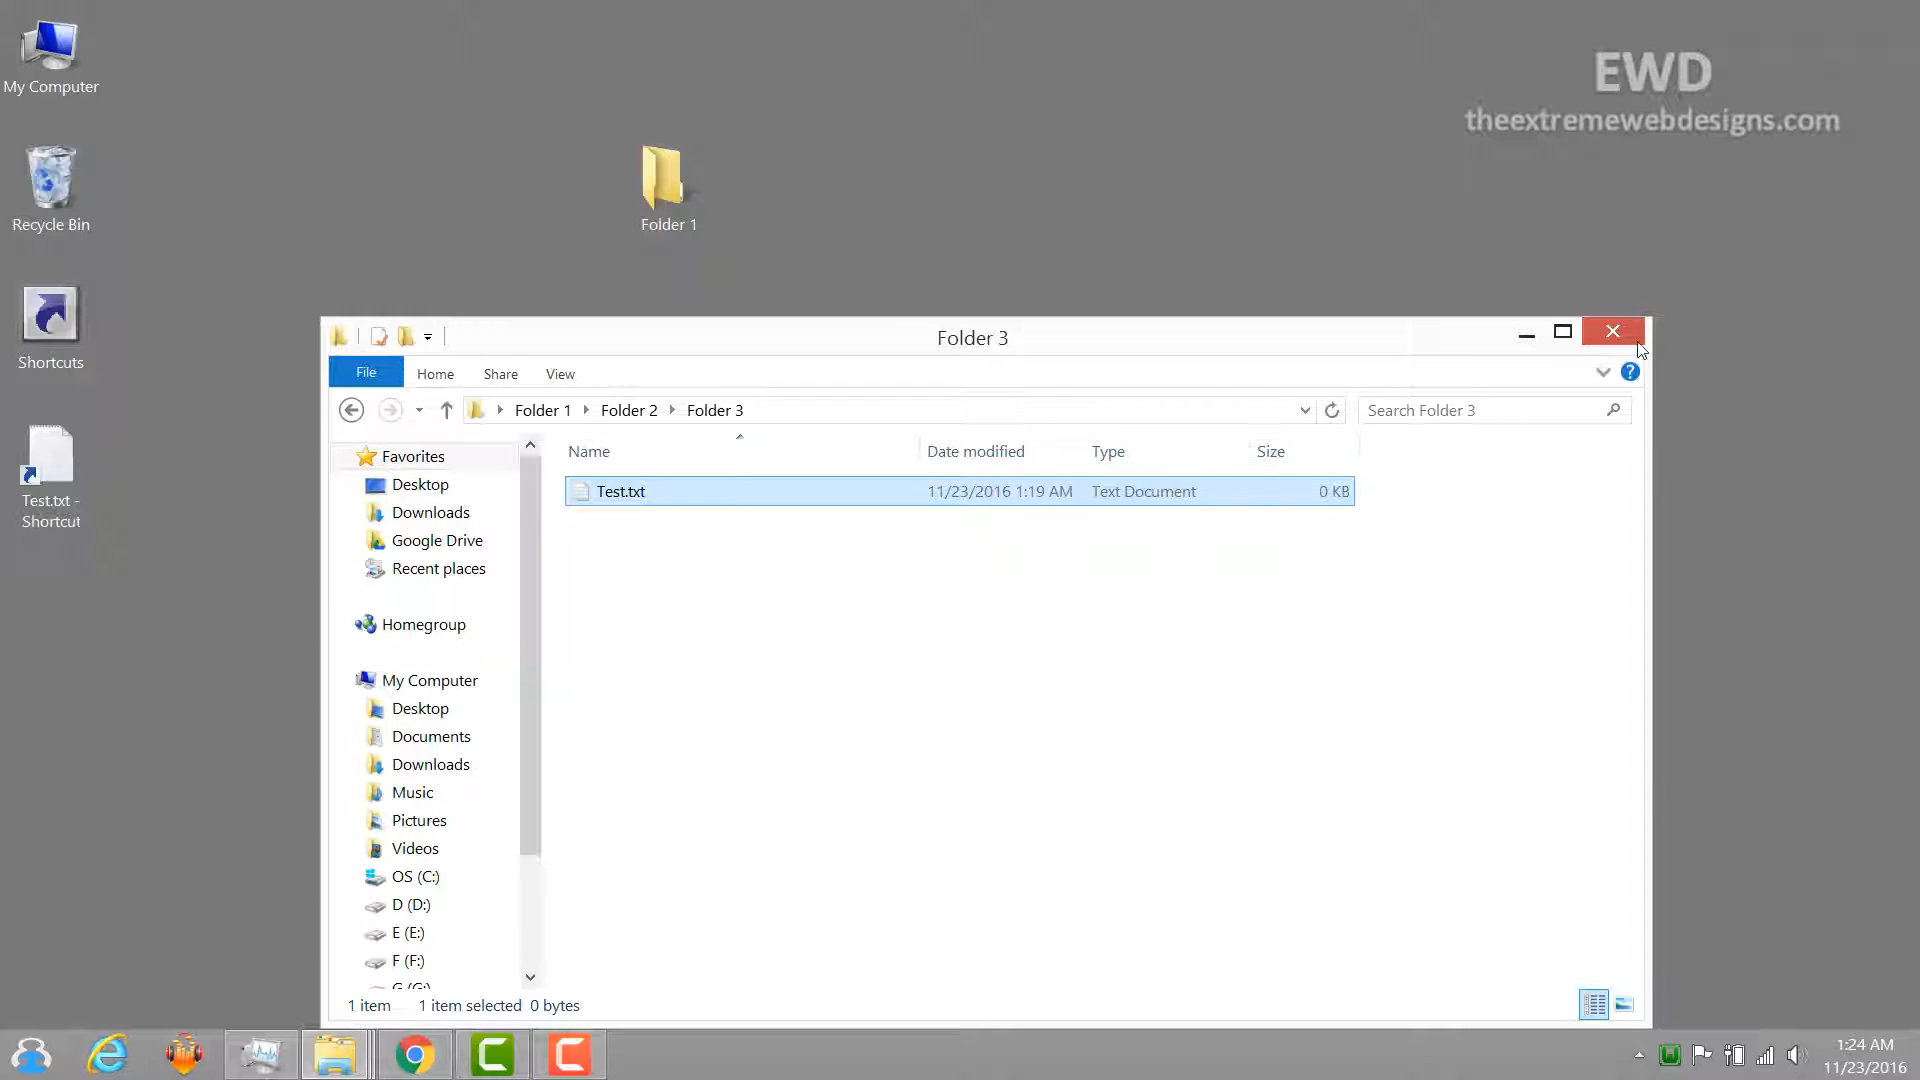 My Computer
Recycle Bin
Shortcuts
Test.txt -
Shortcut
Folder 1
EWD
theextremewebdesigns.com
Folder 3
File
Home
Share
View
Folder 1
Folder 2
Folder 3
Search Folder 3
Name
Date modified
Type
Size
Test.txt
11/23/2016 1:19 AM
Text Document
0 KB
Favorites
Desktop
Downloads
Google Drive
Recent places
Homegroup
My Computer
Desktop
Documents
Downloads
Music
Pictures
Videos
OS (C:)
D (D:)
E (E:)
F (F:)
G (G:)
1 item
1 item selected 0 bytes
1:24 AM
11/23/2016